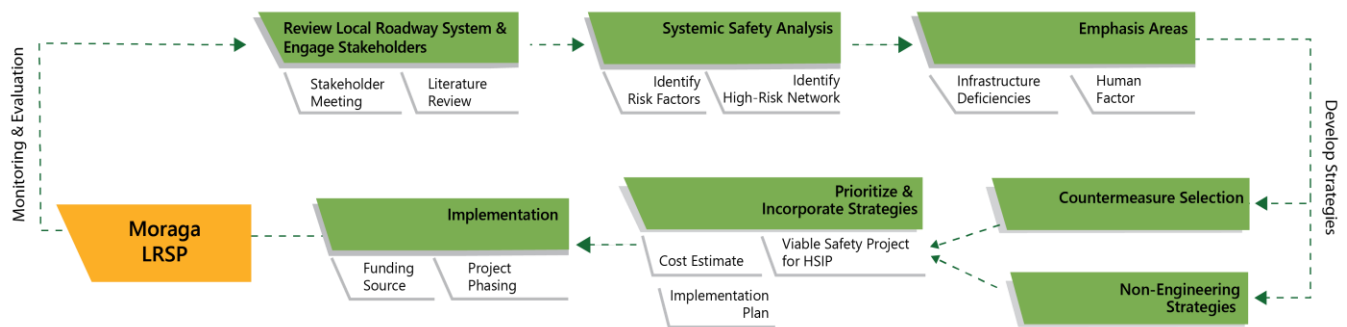 Monitoring & Evaluation
Review Local Roadway System &
Engage Stakeholders
Stakeholder
Meeting
Literature
Review
Systemic Safety Analysis
Identify
Risk Factors
Identify
High-Risk Network
Emphasis Areas
Infrastructure
Deficiencies
Human
Factor
Develop Strategies
Countermeasure Selection
Non-Engineering
Strategies
Prioritize &
Incorporate Strategies
Cost Estimate
Viable Safety Project
for HSIP
Implementation
Plan
Implementation
Funding
Source
Project
Phasing
Moraga
LRSP